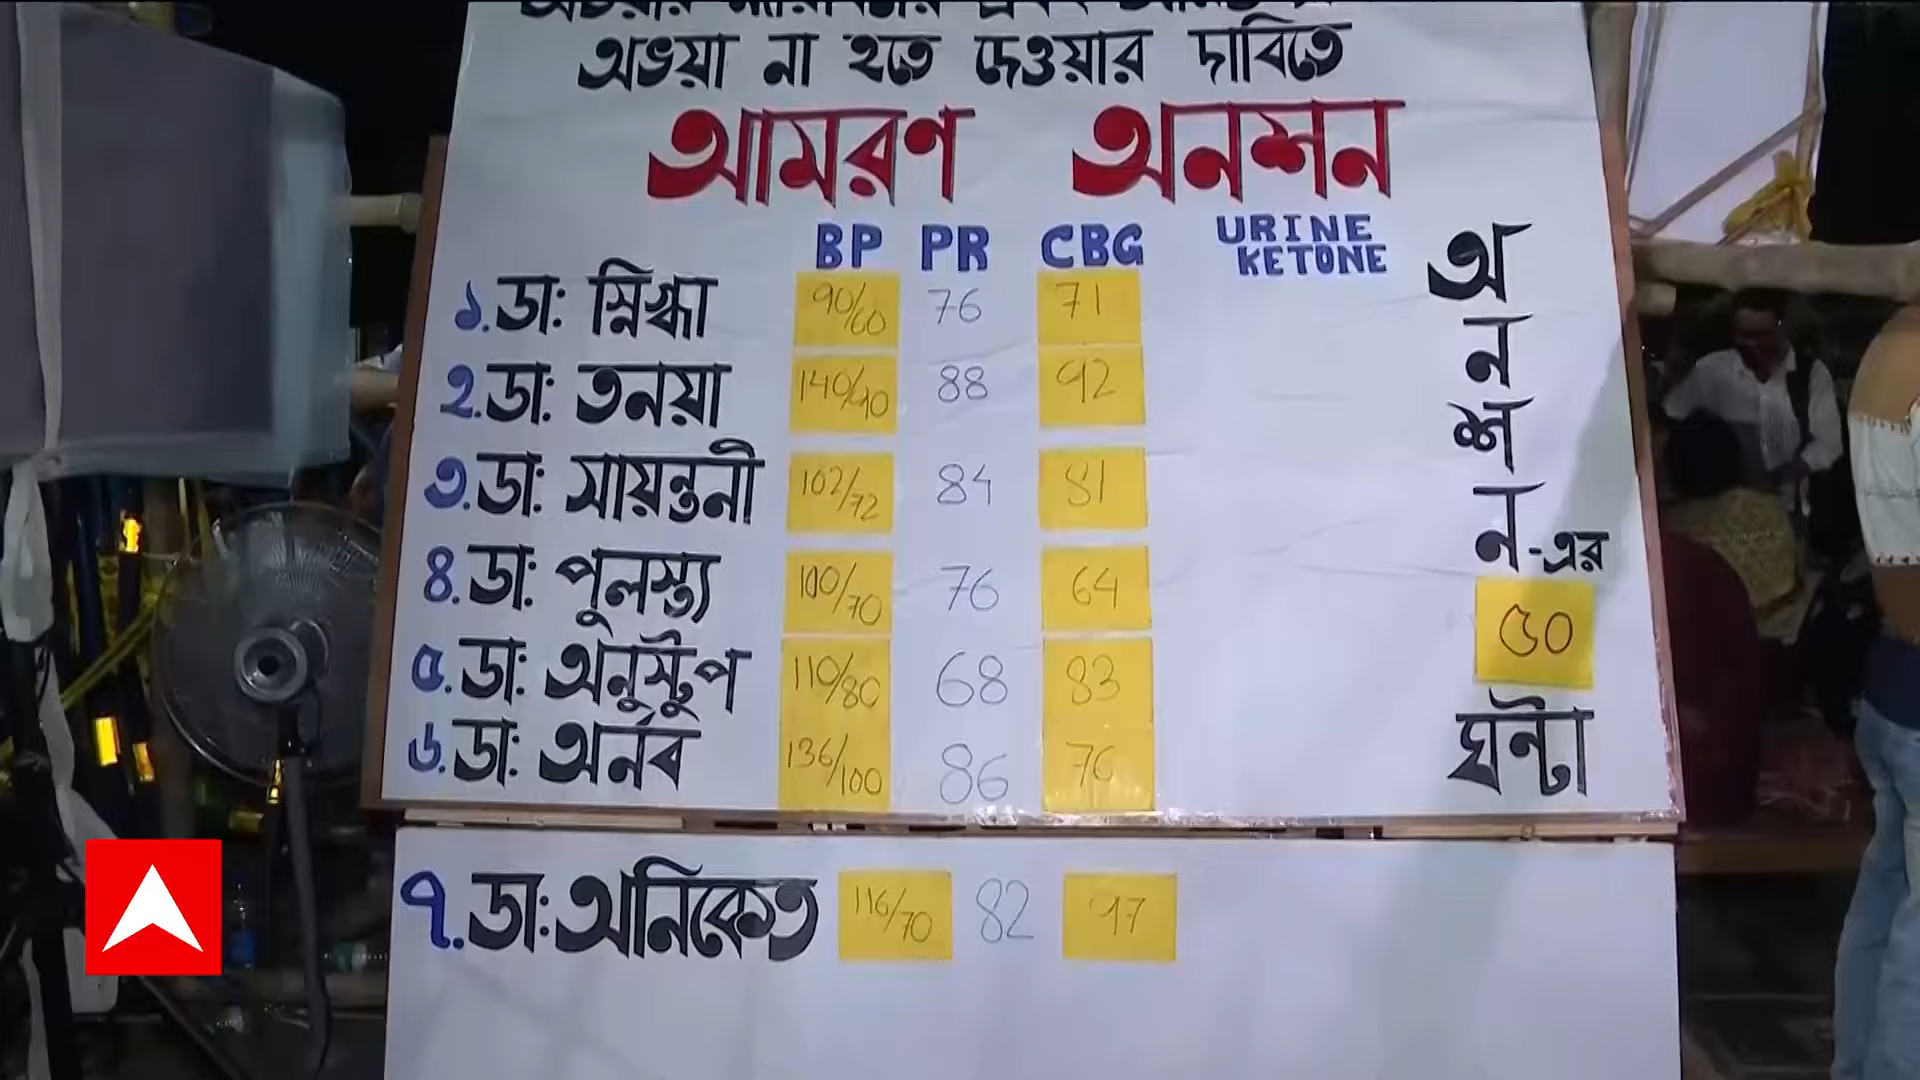 অভয়া না হতে দেওয়ার দাবিতে
আমরণ অনশন
BP PR CBG URINE KETONE
১. ডাঃ স্নিগ্ধা 90/60 76 71
২. ডাঃ তনয়া 140/90 88 92
৩. ডাঃ সায়ন্তনী 102/72 84 81
৪. ডাঃ পুলস্ত্য 100/70 76 64
৫. ডাঃ অনুস্টুপ 110/80 68 83
৬. ডাঃ অর্নব 136/100 86
৭. ডাঃ অনিকেত 116/70 82 97
অনশন-এর
৫০
ঘন্টা